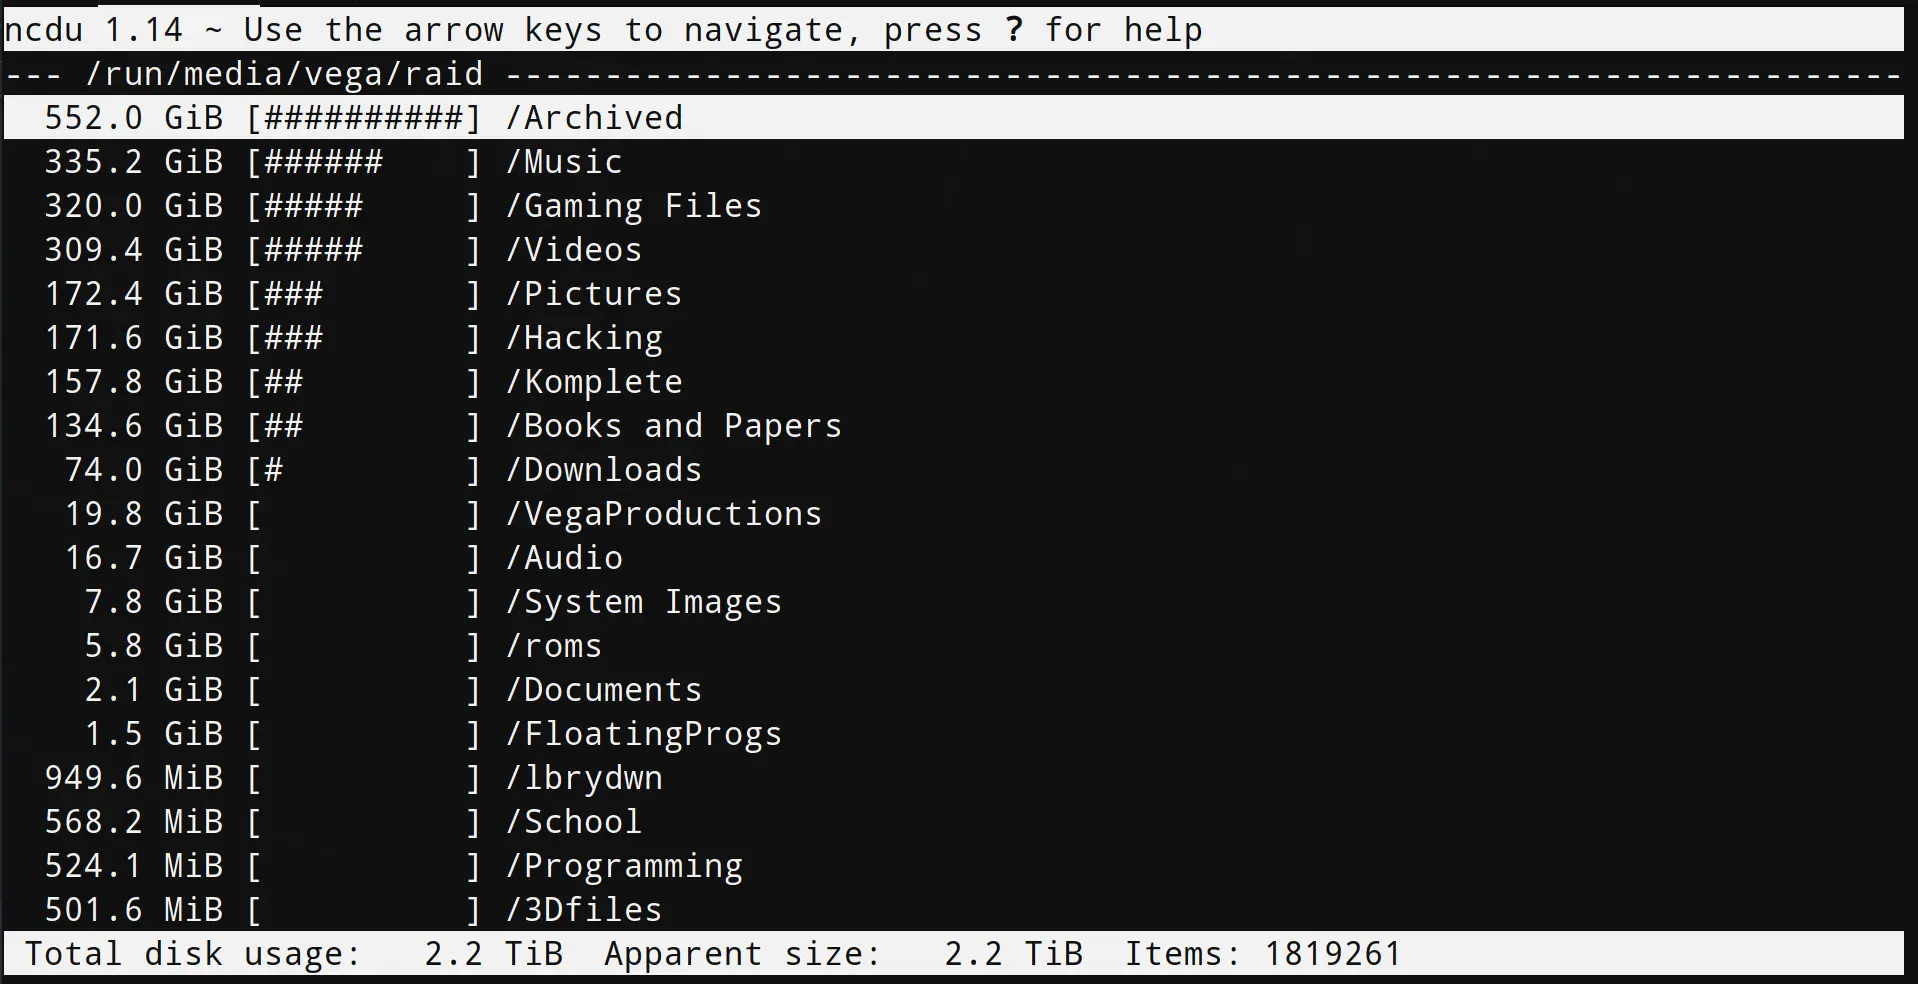 ncdu 1.14 ~ Use the arrow keys to navigate, press ? for help
--- /run/media/vega/raid ----------------------------------------------------------------------
  552.0 GiB [##########] /Archived
  335.2 GiB [######    ] /Music
  320.0 GiB [#####     ] /Gaming Files
  309.4 GiB [#####     ] /Videos
  172.4 GiB [###       ] /Pictures
  171.6 GiB [###       ] /Hacking
  157.8 GiB [##        ] /Komplete
  134.6 GiB [##        ] /Books and Papers
   74.0 GiB [#         ] /Downloads
   19.8 GiB [          ] /VegaProductions
   16.7 GiB [          ] /Audio
    7.8 GiB [          ] /System Images
    5.8 GiB [          ] /roms
    2.1 GiB [          ] /Documents
    1.5 GiB [          ] /FloatingProgs
  949.6 MiB [          ] /lbrydwn
  568.2 MiB [          ] /School
  524.1 MiB [          ] /Programming
  501.6 MiB [          ] /3Dfiles
 Total disk usage:   2.2 TiB  Apparent size:   2.2 TiB  Items: 1819261